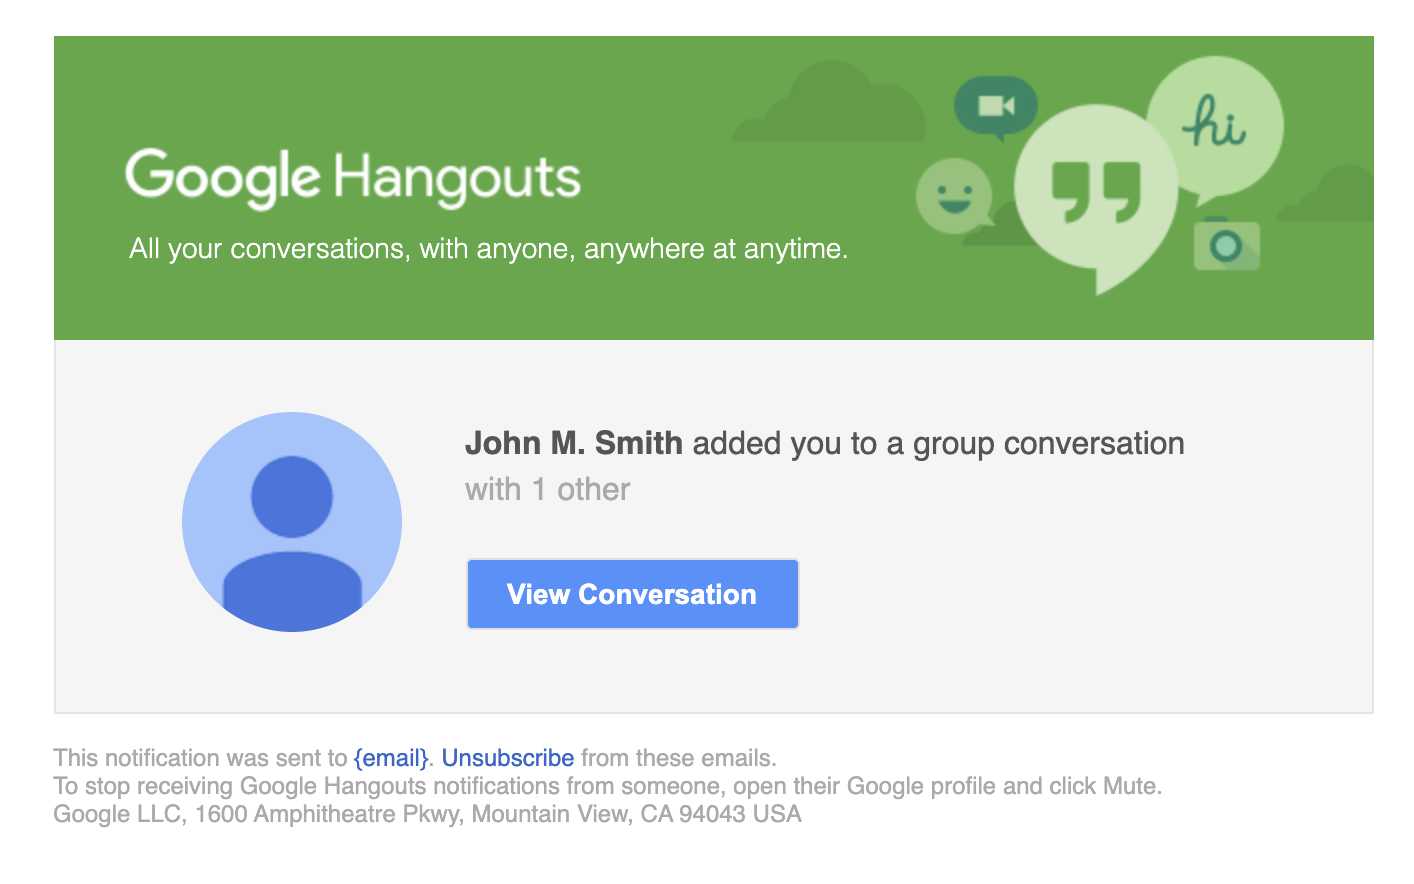 Google Hangouts
All your conversations, with anyone, anywhere at anytime.
hi
John M. Smith added you to a group conversation
with 1 other
View Conversation
This notification was sent to {email}. Unsubscribe from these emails.
To stop receiving Google Hangouts notifications from someone, open their Google profile and click Mute.
Google LLC, 1600 Amphitheatre Pkwy, Mountain View, CA 94043 USA